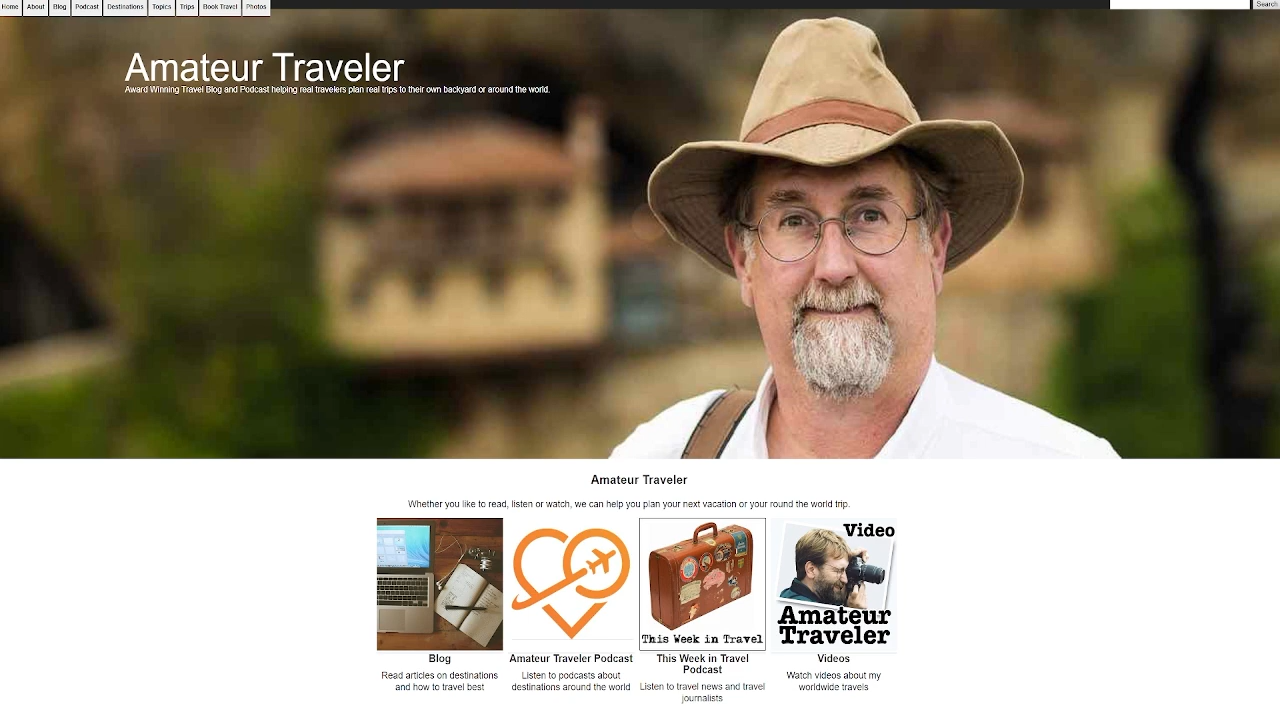 Home About Blog Podcast Destinations Topics Trips Book Travel Photos Search
Amateur Traveler
Award Winning Travel Blog and Podcast helping real travelers plan real trips to their own backyard or around the world.
Amateur Traveler
Whether you like to read, listen or watch, we can help you plan your next vacation or your round the world trip.
This Week in Travel
Video
Amateur
Traveler
Blog
Read articles on destinations
and how to travel best
Amateur Traveler Podcast
Listen to podcasts about
destinations around the world
This Week in Travel
Podcast
Listen to travel news and travel
journalists
Videos
Watch videos about my
worldwide travels